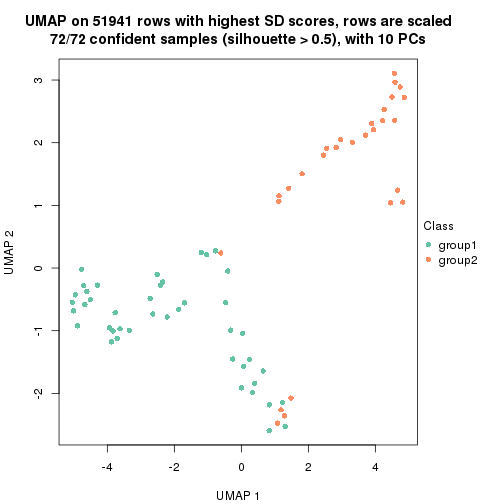 UMAP on 51941 rows with highest SD scores, rows are scaled
72/72 confident samples (silhouette > 0.5), with 10 PCs
3
2
1
0
-1
-2
UMAP 2
-4
-2
0
2
4
UMAP 1
Class
group1
group2